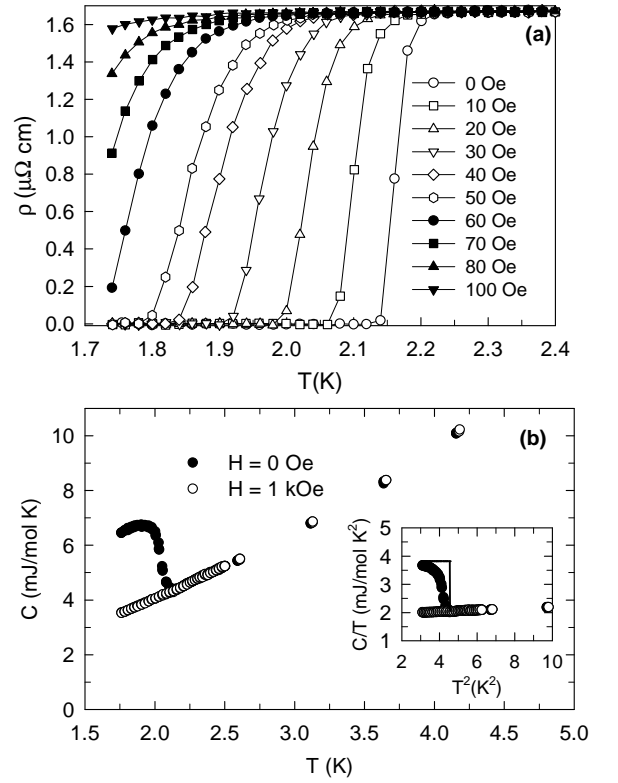 1.6
1.4
1.2
1.0
0.8
0.6
0.4
0.2
0.0
ρ (μΩ cm)
(a)
0 Oe
10 Oe
20 Oe
30 Oe
40 Oe
50 Oe
60 Oe
70 Oe
80 Oe
100 Oe
1.7 1.8 1.9 2.0 2.1 2.2 2.3 2.4
T(K)
10
8
6
4
2
0
C (mJ/mol K)
(b)
H = 0 Oe
H = 1 kOe
5
4
3
2
1
C/T (mJ/mol K²)
2 4 6 8 10
T²(K²)
1.5 2.0 2.5 3.0 3.5 4.0 4.5 5.0
T (K)